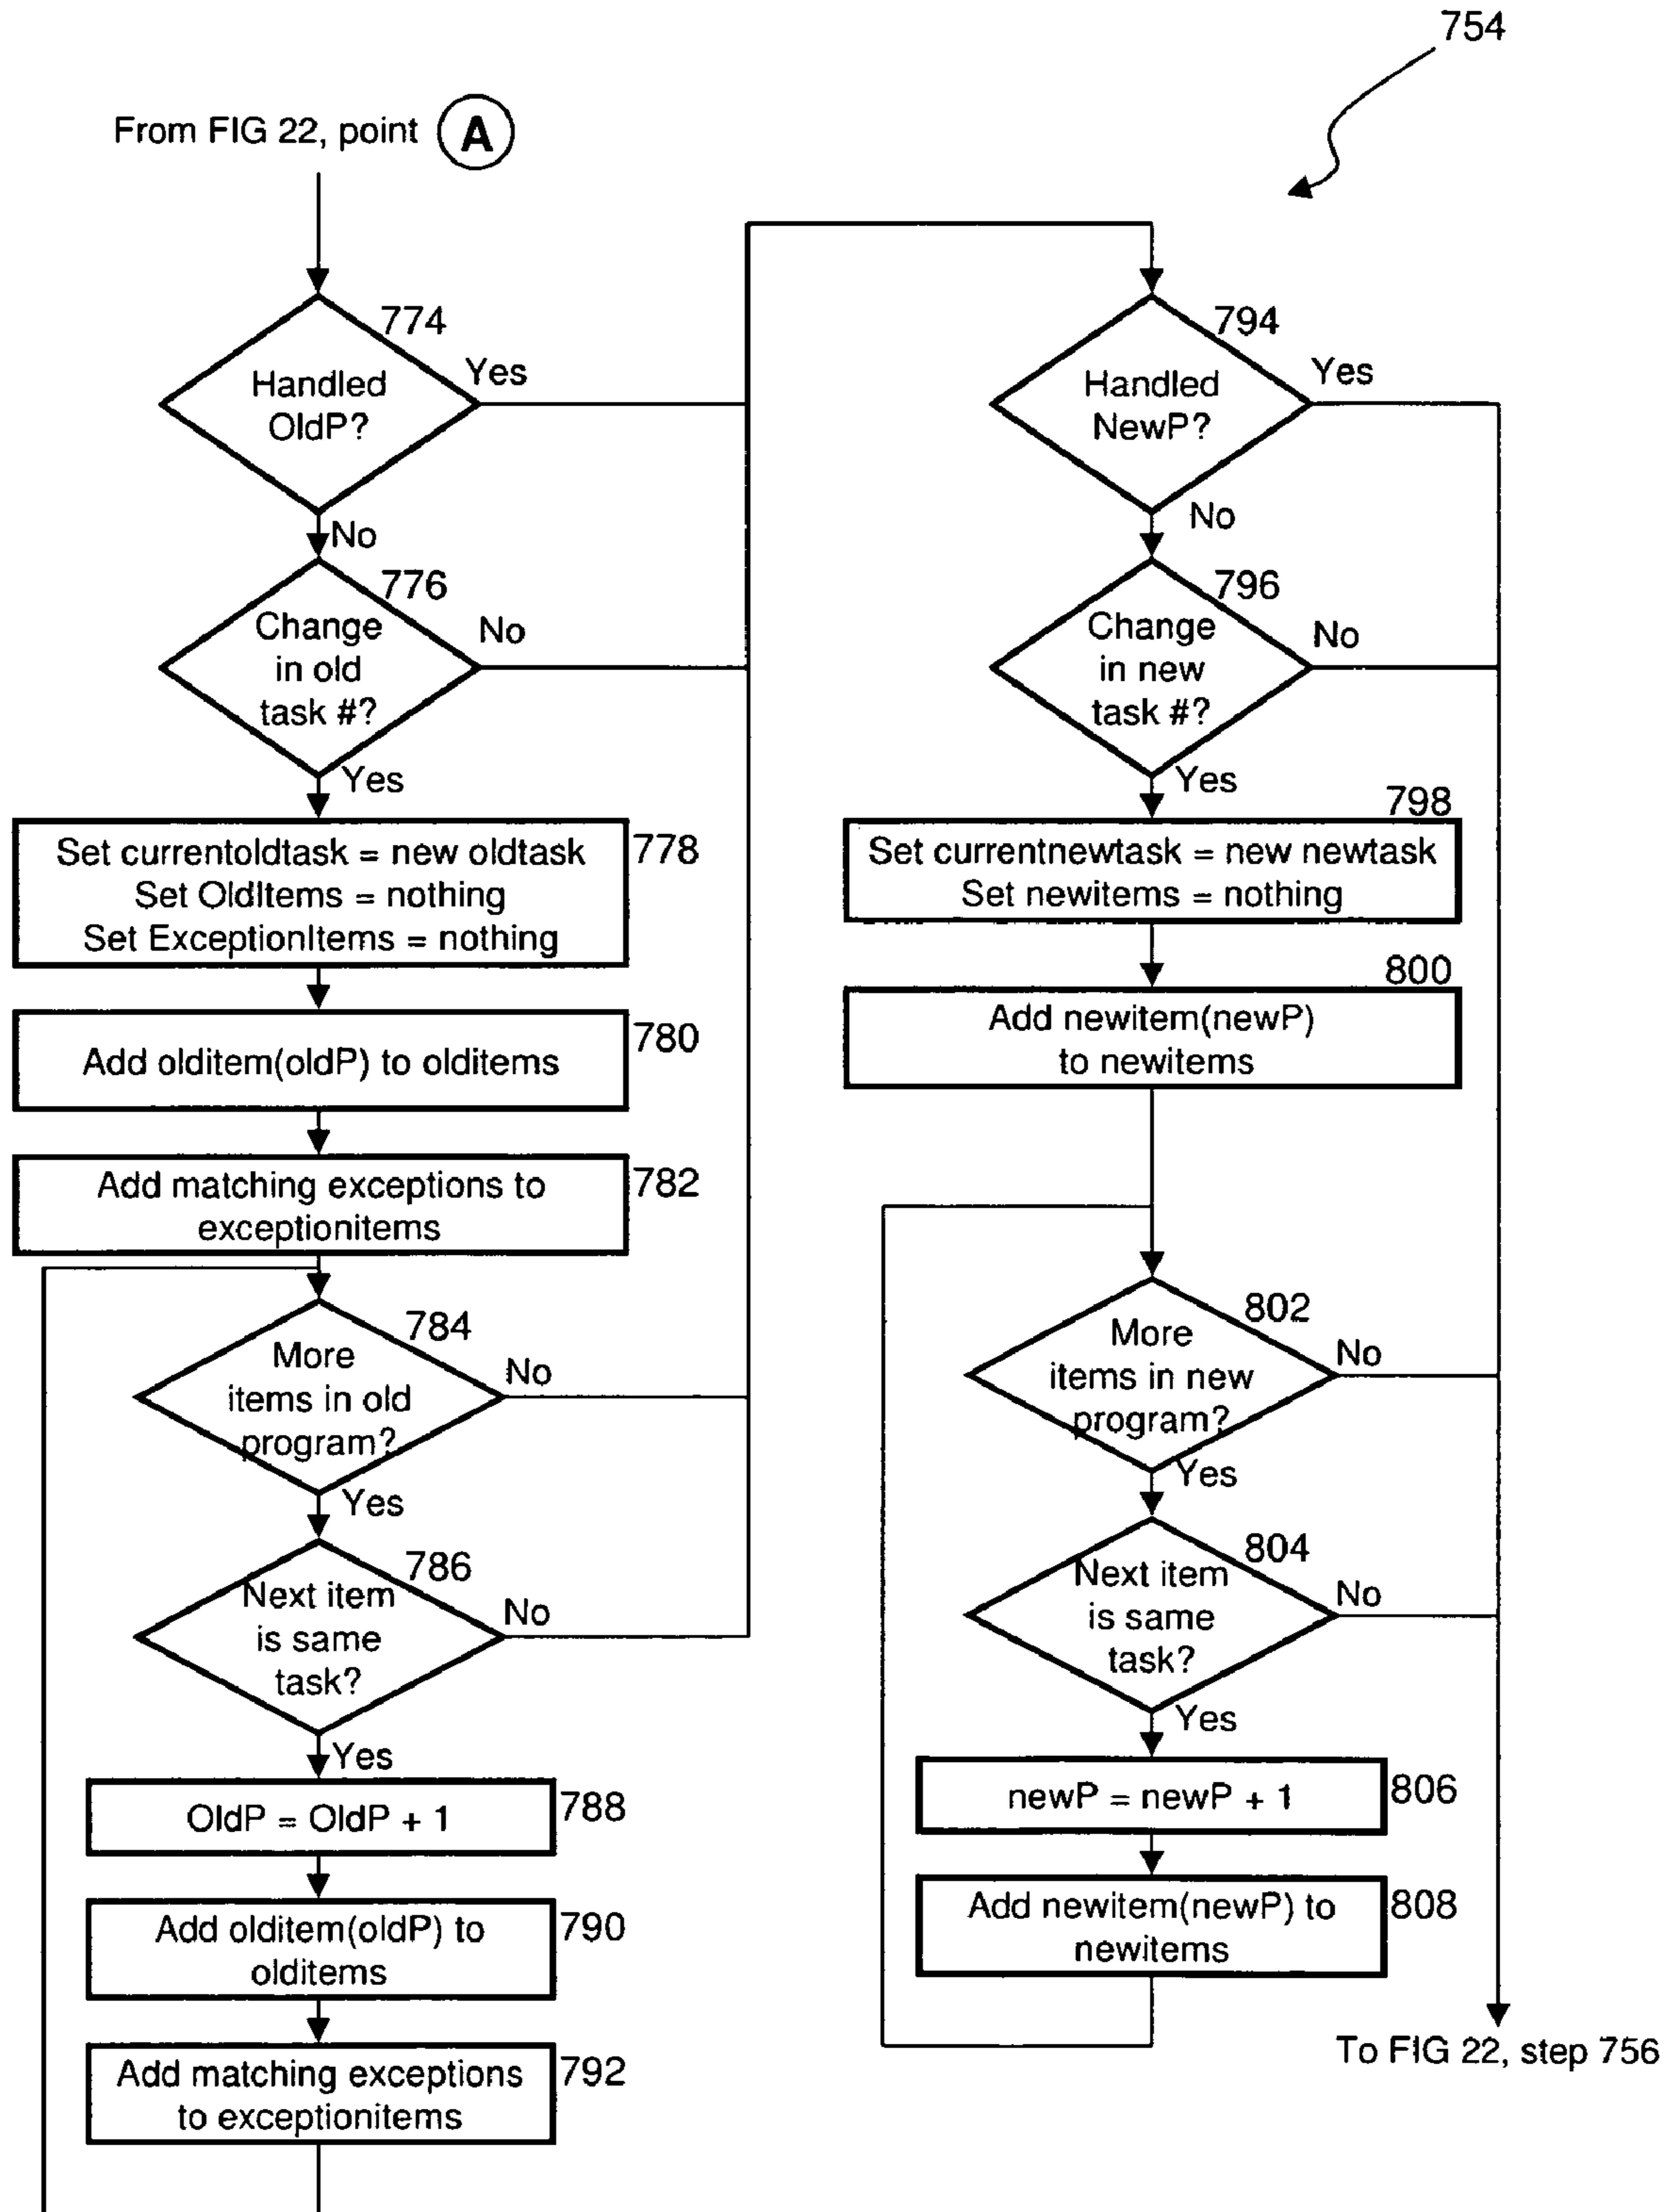 754
From FIG 22, point A
774
Handled
OldP?
Yes
No
776
Change
in old
task #?
No
Yes
Set currentoldtask = new oldtask
Set OldItems = nothing
Set ExceptionItems = nothing
778
Add olditem(oldP) to olditems
780
Add matching exceptions to
exceptionitems
782
784
More
items in old
program?
No
Yes
786
Next item
is same
task?
No
Yes
OldP = OldP + 1
788
Add olditem(oldP) to
olditems
790
Add matching exceptions
to exceptionitems
792
794
Handled
NewP?
Yes
No
796
Change
in new
task #?
No
Yes
798
Set currentnewtask = new newtask
Set newitems = nothing
800
Add newitem(newP)
to newitems
802
More
items in new
program?
No
Yes
804
Next item
is same
task?
No
Yes
newP = newP + 1
806
Add newitem(newP) to
newitems
808
To FIG 22, step 756